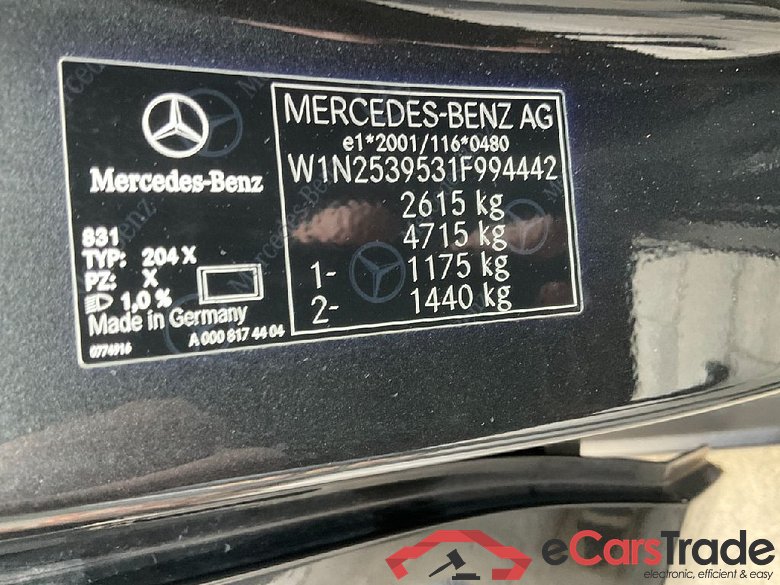 Mercedes-Benz
831
TYP: 204 X
PZ: X
1,0 %
Made in Germany
0774916
A 000 817 44 04
MERCEDES-BENZ AG
e1*2001/116*0480
W1N2539531F994442
2615 kg
4715 kg
1- 1175 kg
2- 1440 kg
eCarsTrade
electronic, efficient & easy